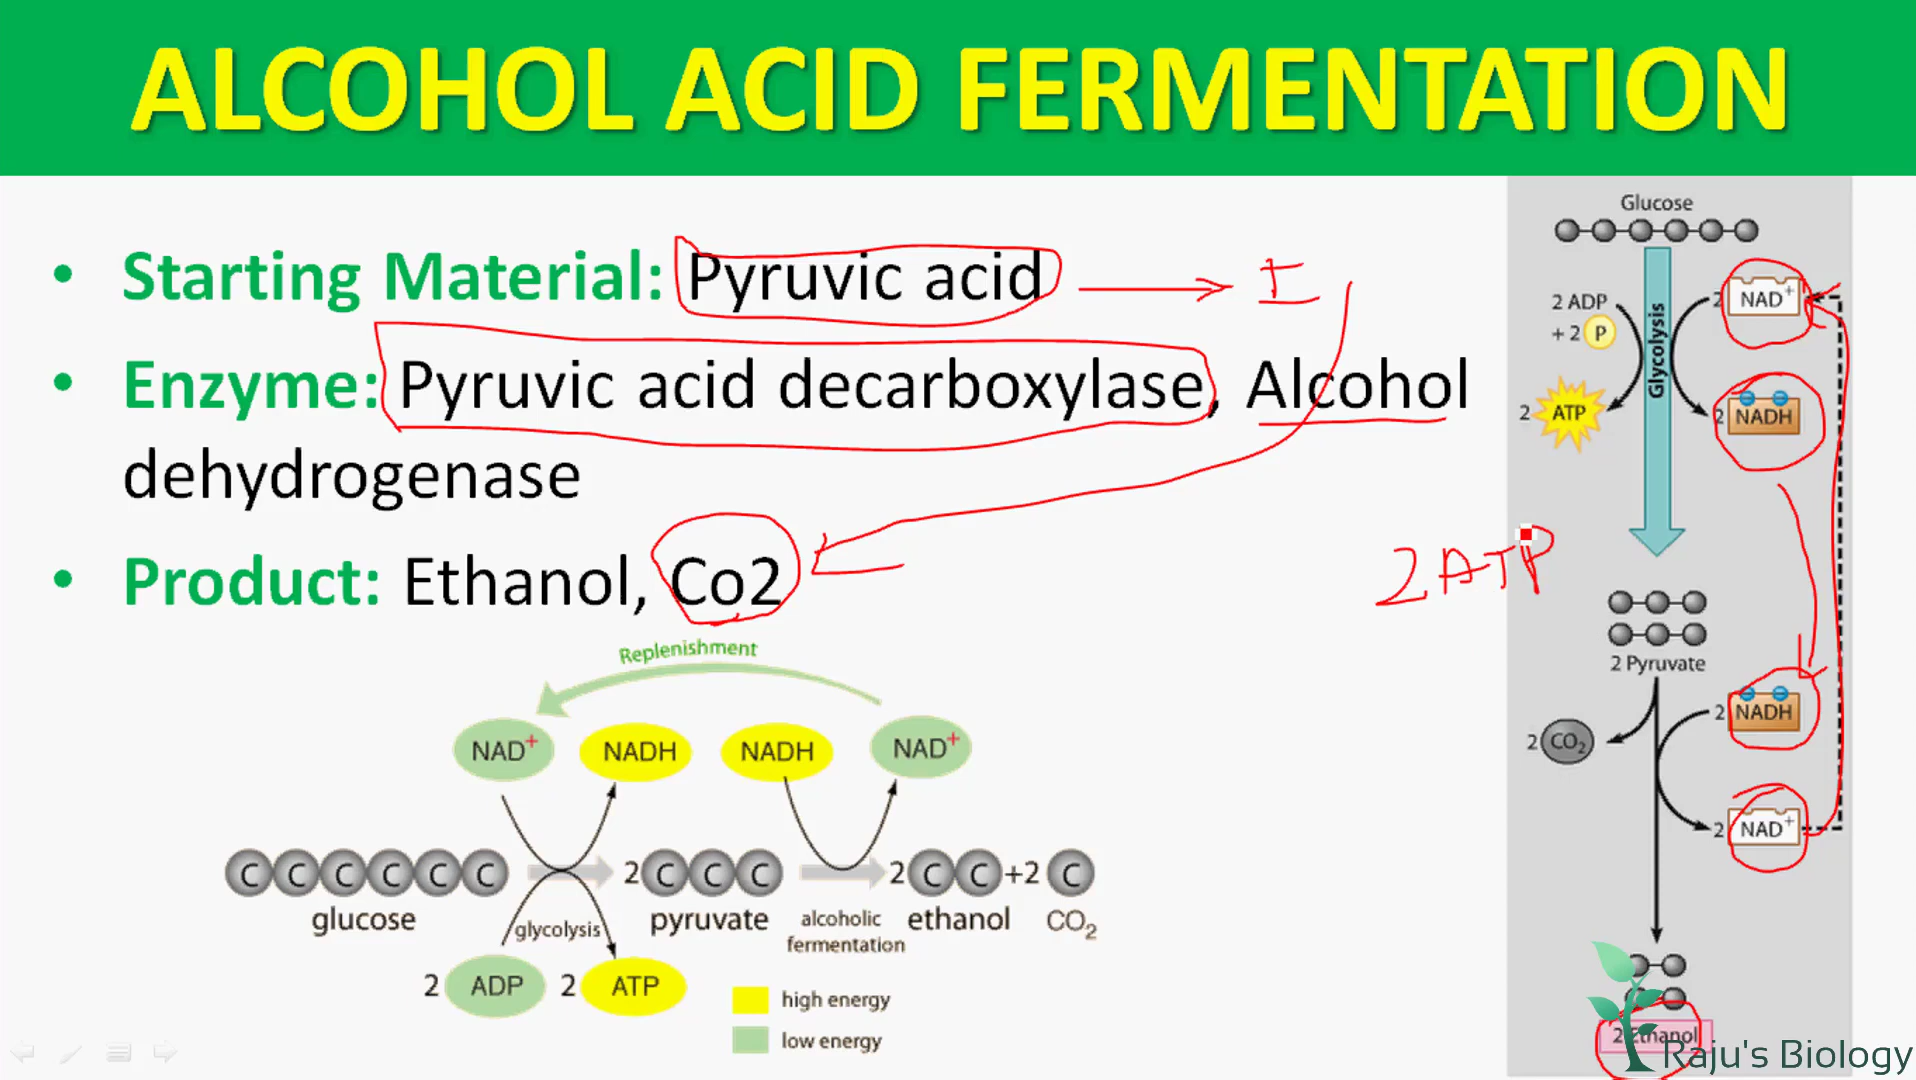 ALCOHOL ACID FERMENTATION
• Starting Material: Pyruvic acid
• Enzyme: Pyruvic acid decarboxylase, Alcohol
dehydrogenase
• Product: Ethanol, Co2
2 ATP
Replenishment
NAD+ NADH NADH NAD+
C C C C C C 2 C C C 2 C C +2 C
glucose glycolysis pyruvate alcoholic fermentation ethanol CO2
2 ADP 2 ATP
high energy
low energy
Glucose
2 ADP
+ 2 P
2 NAD+
Glycolysis
2 ATP
2 NADH
2 Pyruvate
2 NADH
2 CO2
2 NAD+
2 Ethanol
Raju's Biology